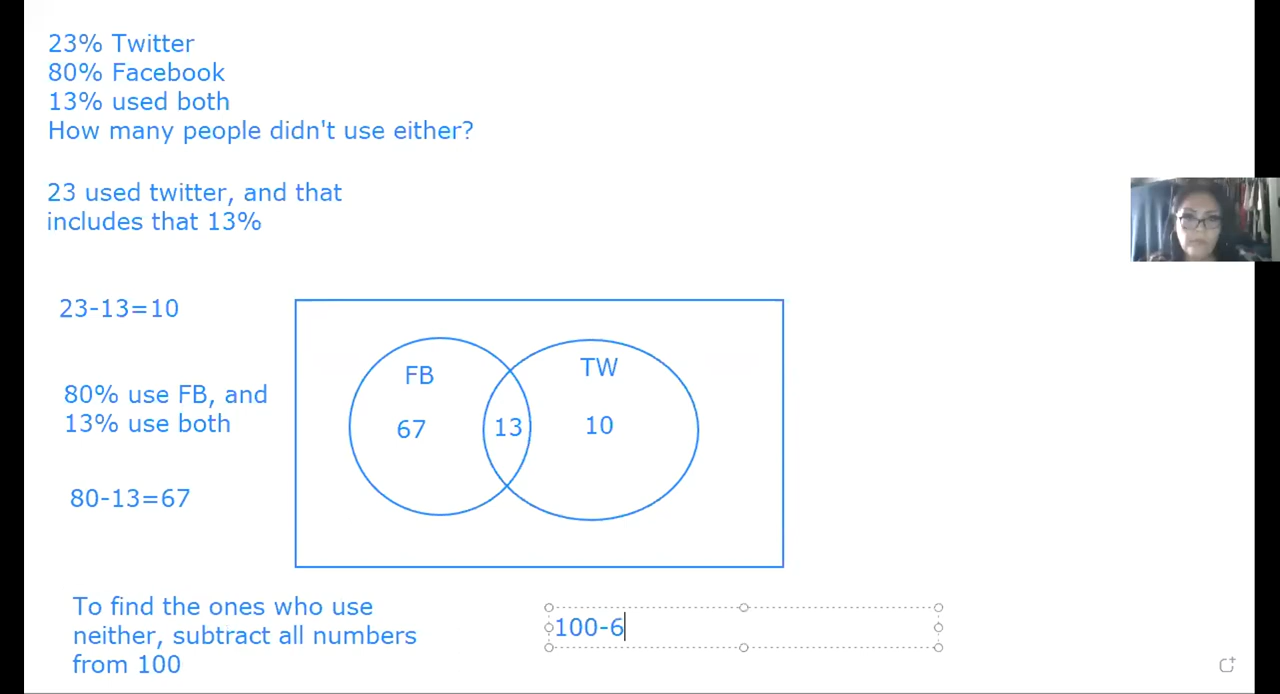 23% Twitter
80% Facebook
13% used both
How many people didn't use either?
23 used twitter, and that
includes that 13%
23-13=10
80% use FB, and
13% use both
80-13=67
FB
TW
67
13
10
To find the ones who use
neither, subtract all numbers
from 100
100-6